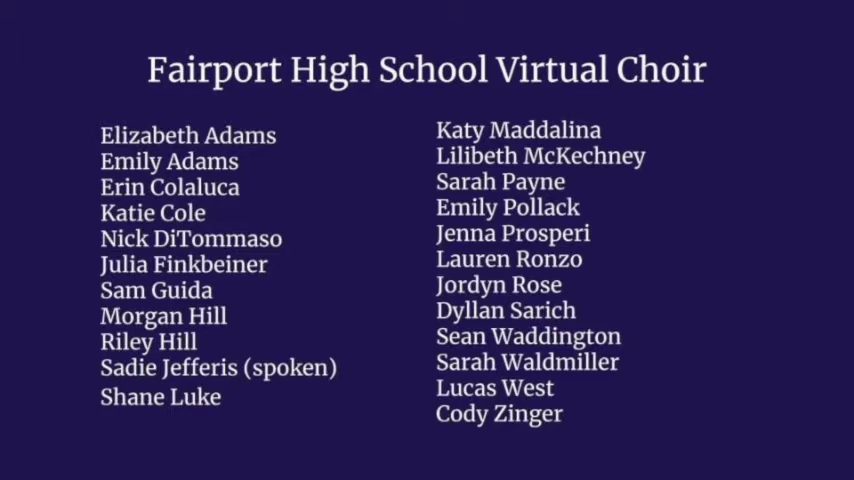 Fairport High School Virtual Choir
Elizabeth Adams
Emily Adams
Erin Colaluca
Katie Cole
Nick DiTommaso
Julia Finkbeiner
Sam Guida
Morgan Hill
Riley Hill
Sadie Jefferis (spoken)
Shane Luke
Katy Maddalina
Lilibeth McKechney
Sarah Payne
Emily Pollack
Jenna Prosperi
Lauren Ronzo
Jordyn Rose
Dyllan Sarich
Sean Waddington
Sarah Waldmiller
Lucas West
Cody Zinger